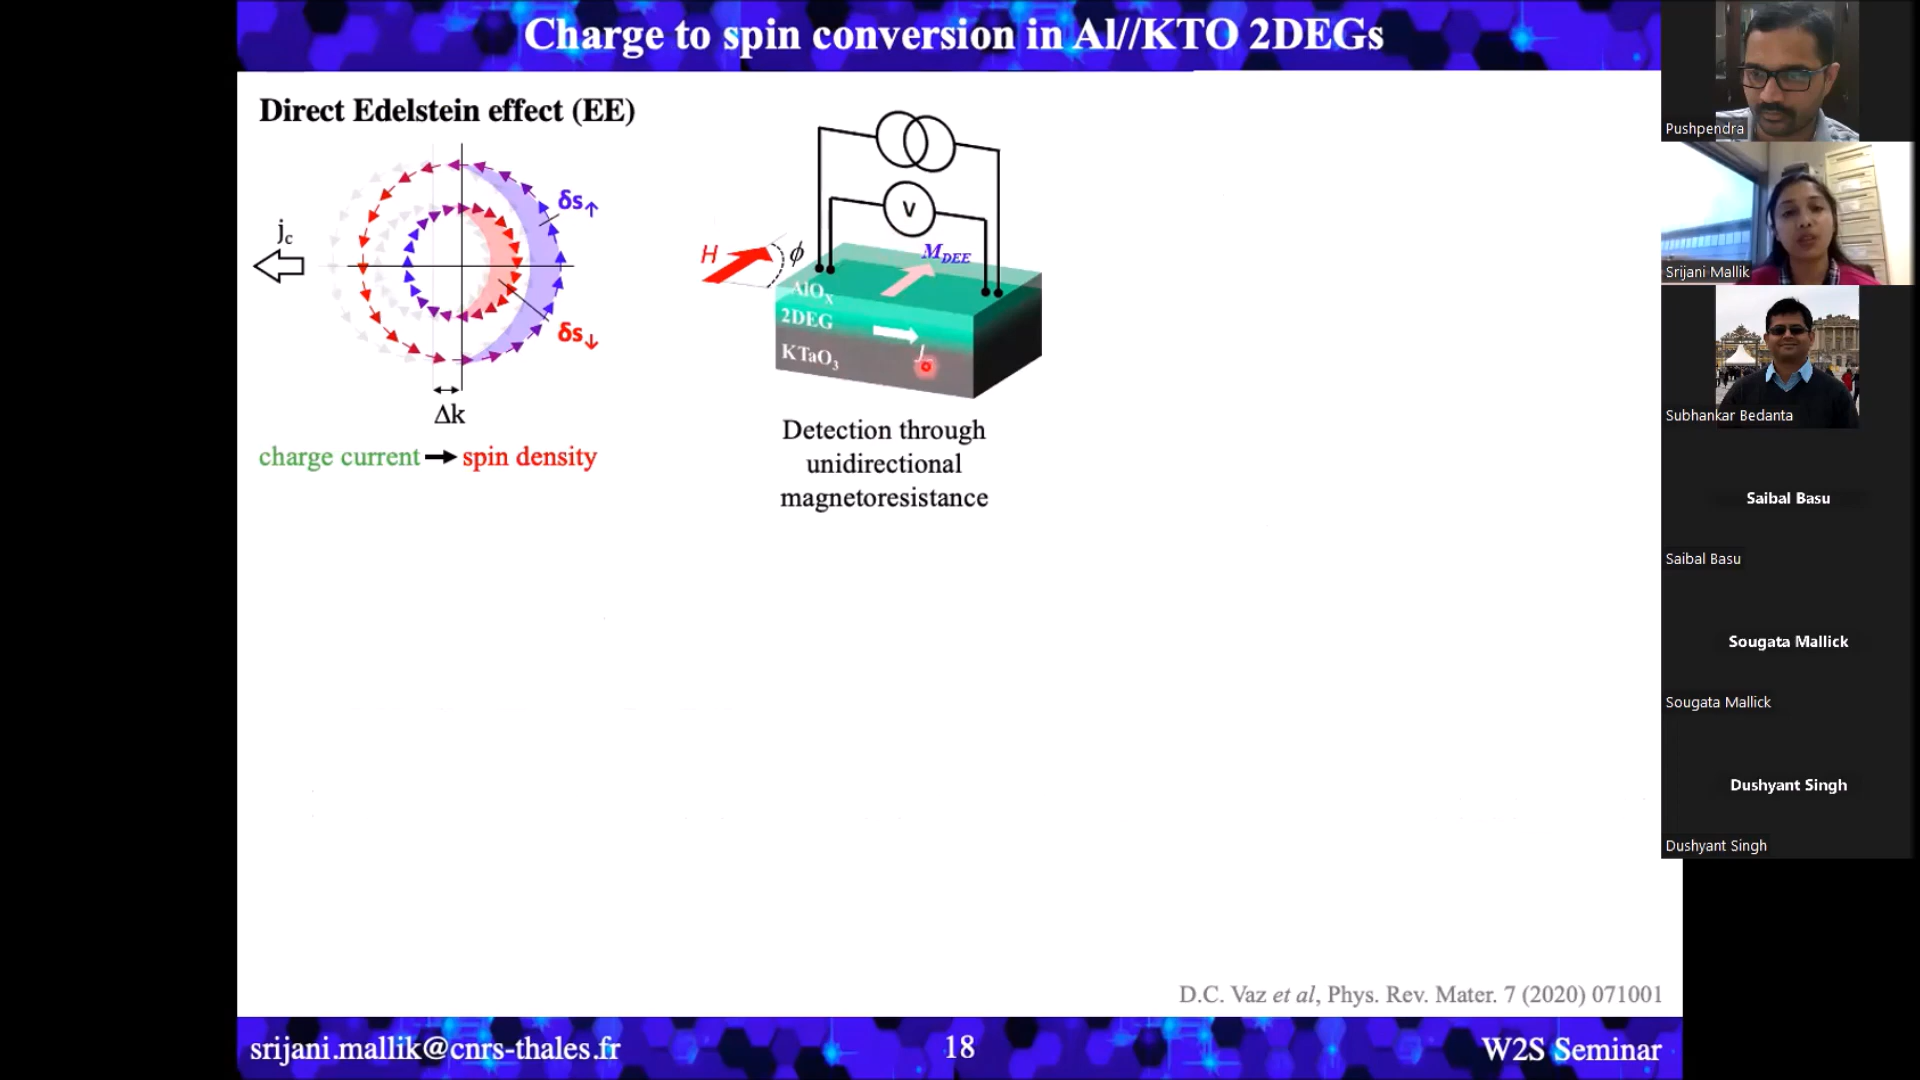 Charge to spin conversion in Al//KTO 2DEGs
Direct Edelstein effect (EE)
δs↑
jc
δs↓
Δk
charge current → spin density
V
H
ϕ
MDEE
AlOx
2DEG
KTaO3
Detection through
unidirectional
magnetoresistance
D.C. Vaz et al, Phys. Rev. Mater. 7 (2020) 071001
srijani.mallik@cnrs-thales.fr
18
W2S Seminar
Pushpendra
Srijani Mallik
Subhankar Bedanta
Saibal Basu
Saibal Basu
Sougata Mallick
Sougata Mallick
Dushyant Singh
Dushyant Singh